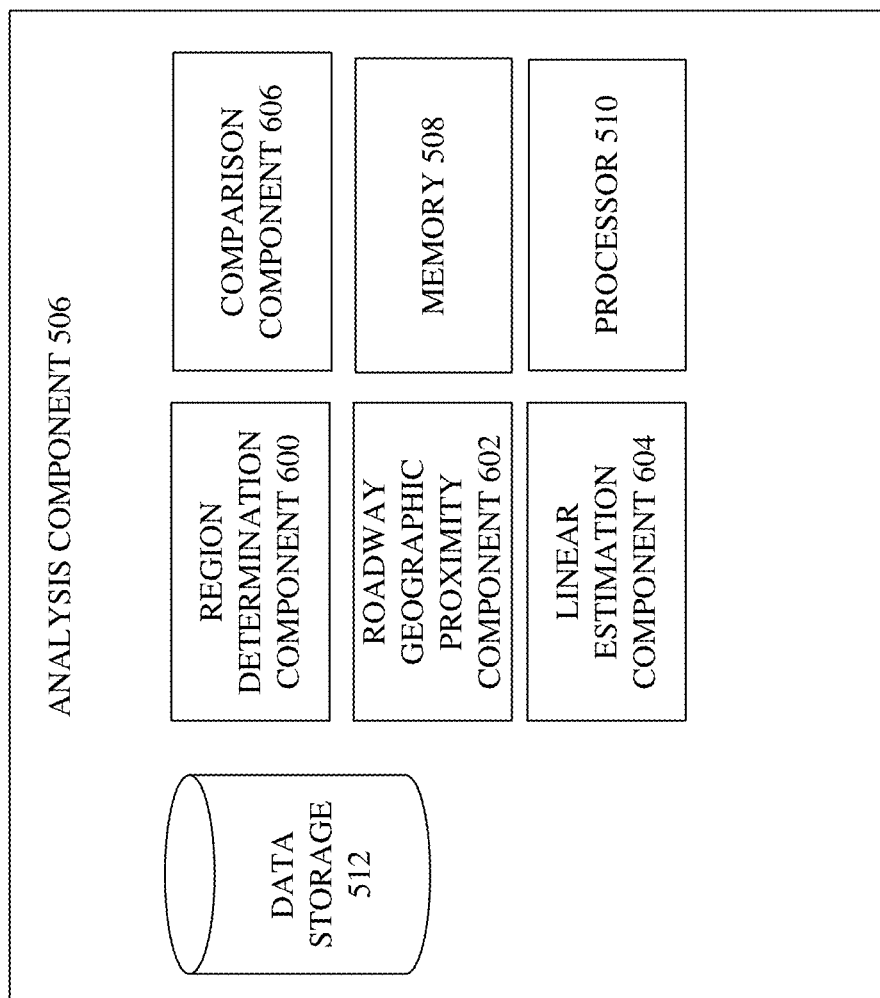 ANALYSIS COMPONENT 506
DATA
STORAGE
512
REGION
DETERMINATION
COMPONENT 600
ROADWAY
GEOGRAPHIC
PROXIMITY
COMPONENT 602
LINEAR
ESTIMATION
COMPONENT 604
COMPARISON
COMPONENT 606
MEMORY 508
PROCESSOR 510